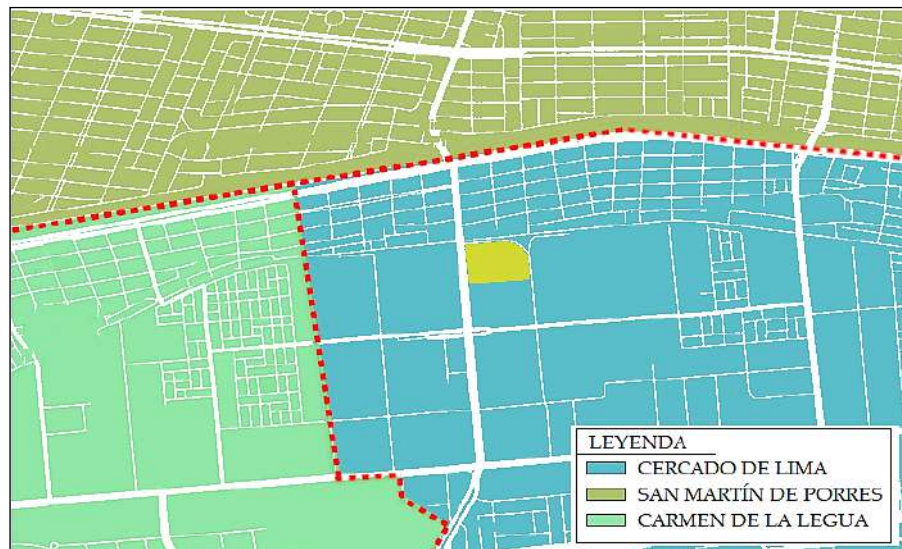 LEYENDA
CERCADO DE LIMA
SAN MARTÍN DE PORRES
CARMEN DE LA LEGUA